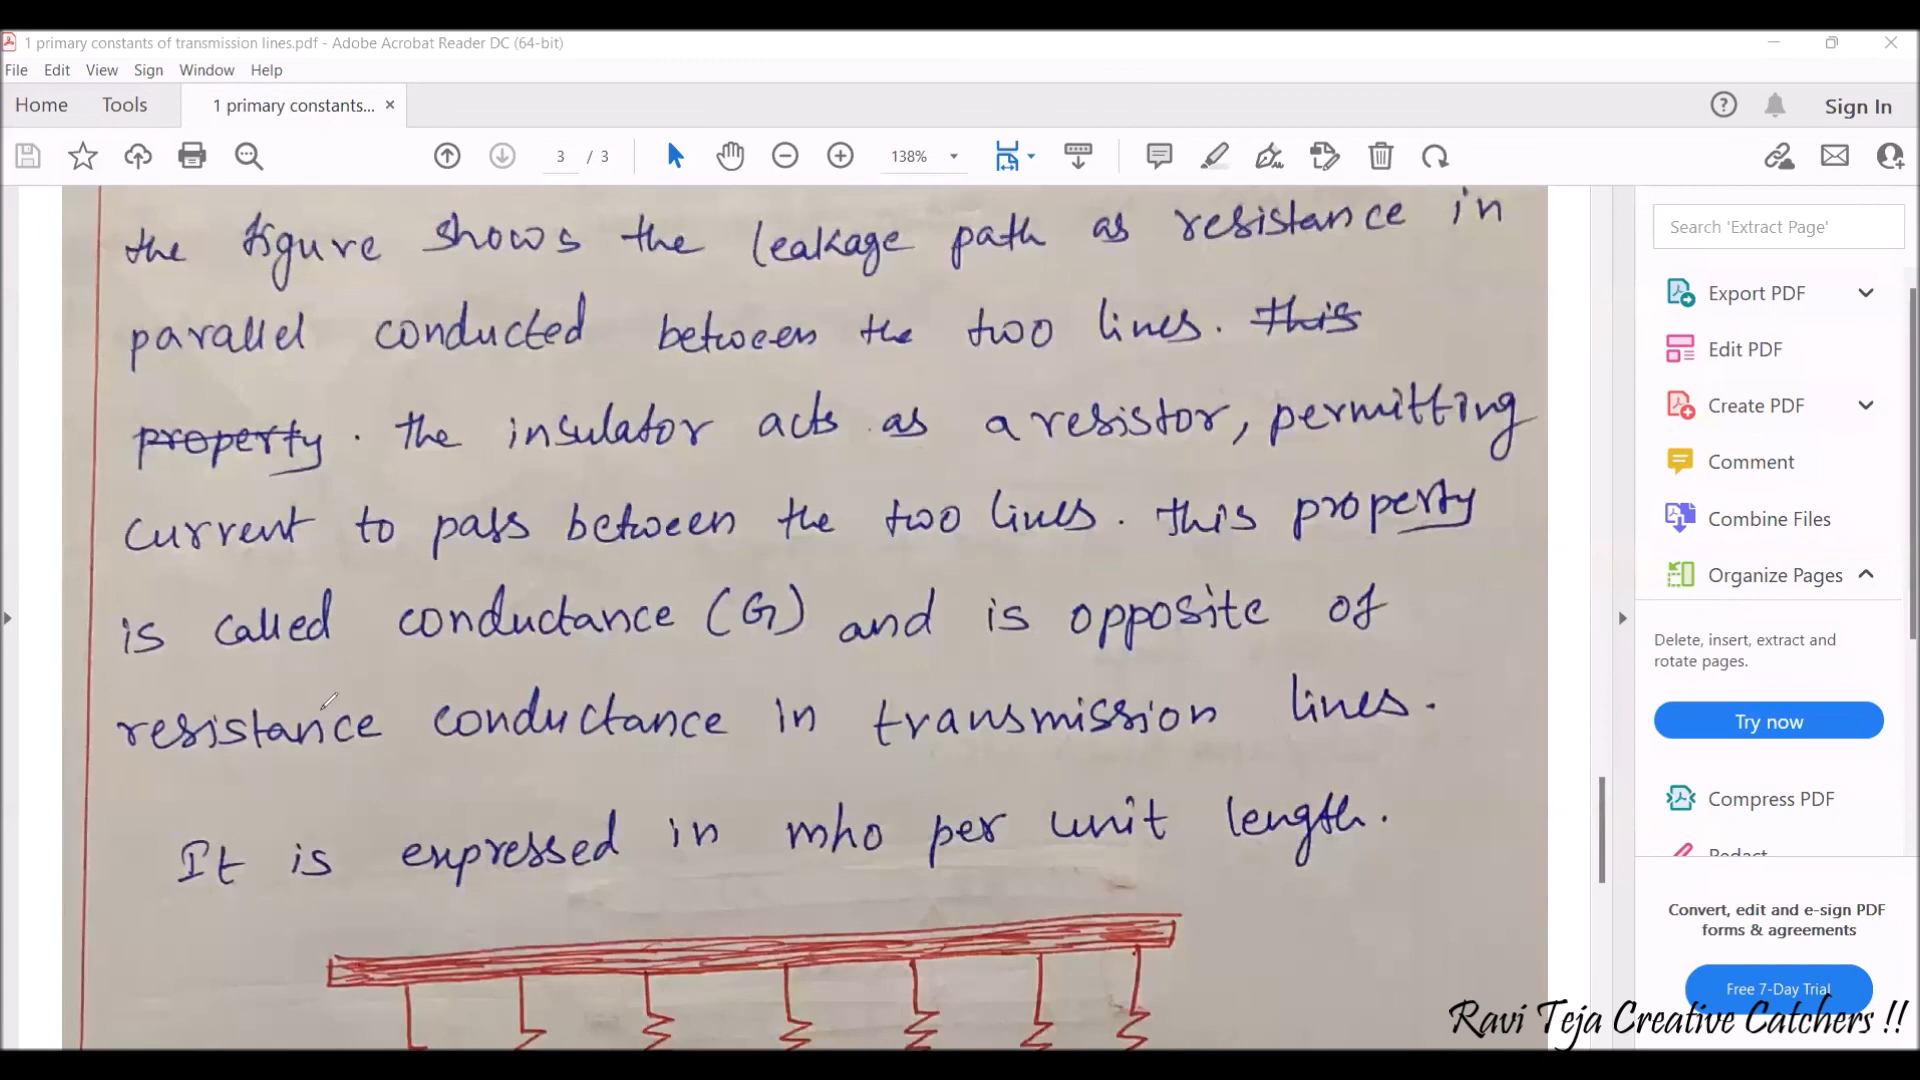 1 primary constants of transmission lines.pdf - Adobe Acrobat Reader DC (64-bit)
File Edit View Sign Window Help
Home Tools 1 primary constants... × Sign In
3 / 3 138%
the figure shows the leakage path as resistance in
parallel conducted between the two lines. this
property. the insulator acts as a resistor, permitting
current to pass between the two lines. this property
is called conductance (G) and is opposite of
resistance conductance in transmission lines.
It is expressed in mho per unit length.
Search 'Extract Page'
Export PDF
Edit PDF
Create PDF
Comment
Combine Files
Organize Pages
Delete, insert, extract and
rotate pages.
Try now
Compress PDF
Redact
Convert, edit and e-sign PDF
forms & agreements
Free 7-Day Trial
Ravi Teja Creative Catchers !!